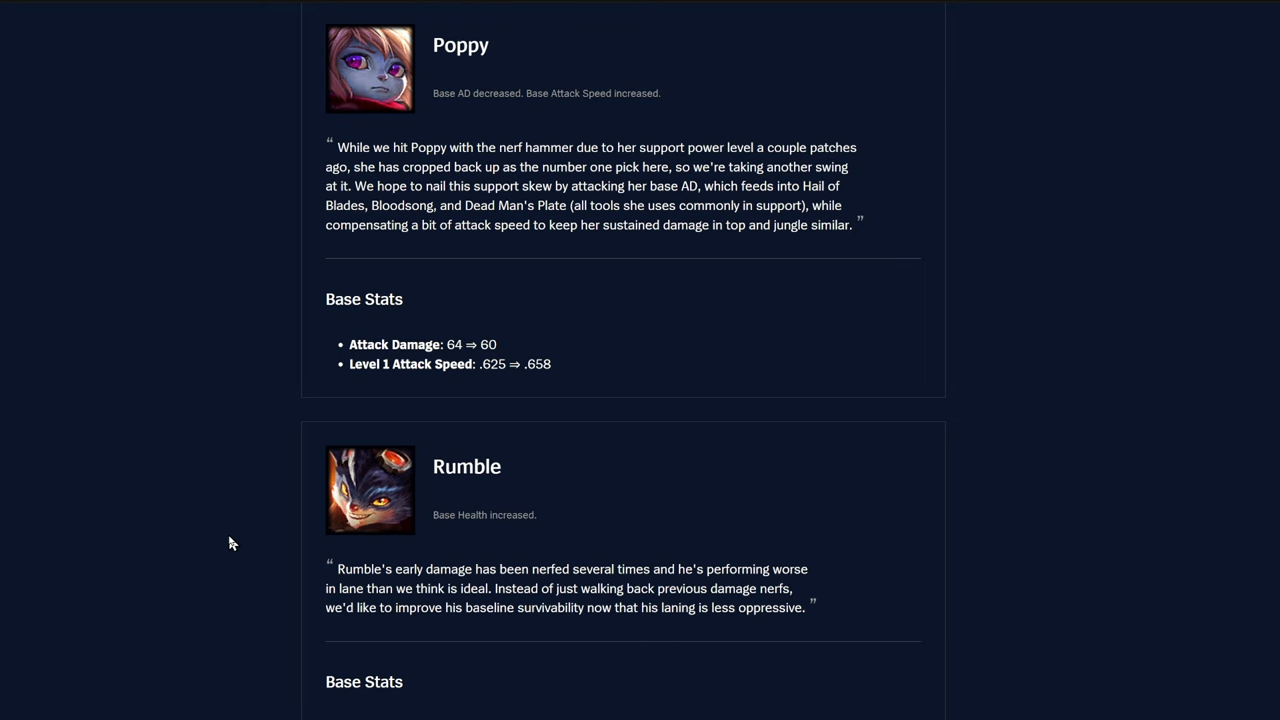 Poppy
Base AD decreased. Base Attack Speed increased.
“ While we hit Poppy with the nerf hammer due to her support power level a couple patches
ago, she has cropped back up as the number one pick here, so we're taking another swing
at it. We hope to nail this support skew by attacking her base AD, which feeds into Hail of
Blades, Bloodsong, and Dead Man's Plate (all tools she uses commonly in support), while
compensating a bit of attack speed to keep her sustained damage in top and jungle similar. ”
Base Stats
• Attack Damage: 64 ⇒ 60
• Level 1 Attack Speed: .625 ⇒ .658
Rumble
Base Health increased.
“ Rumble's early damage has been nerfed several times and he's performing worse
in lane than we think is ideal. Instead of just walking back previous damage nerfs,
we'd like to improve his baseline survivability now that his laning is less oppressive. ”
Base Stats